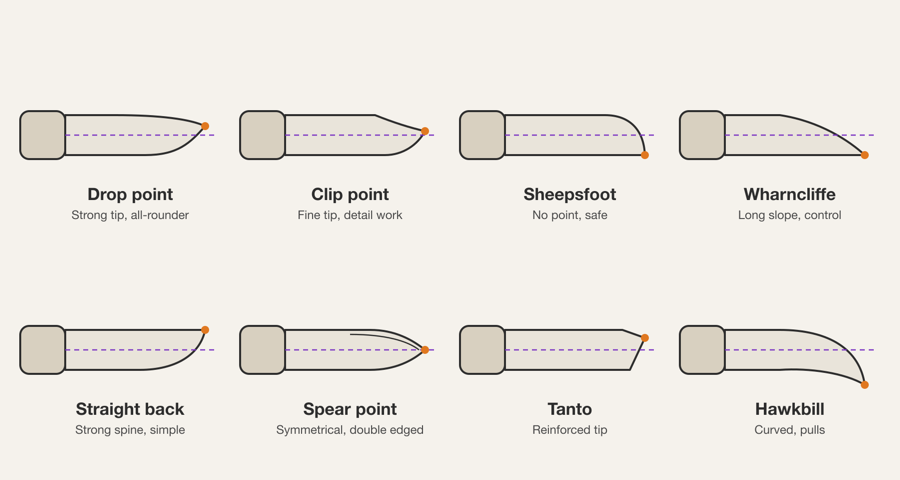 Drop point
Strong tip, all-rounder
Clip point
Fine tip, detail work
Sheepsfoot
No point, safe
Wharncliffe
Long slope, control
Straight back
Strong spine, simple
Spear point
Symmetrical, double edged
Tanto
Reinforced tip
Hawkbill
Curved, pulls